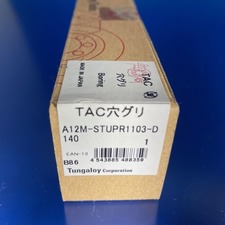 TAC
穴グリ
Boring
MADE IN JAPAN
TAC穴グリ
A12M-STUPR1103-D
140
1
EAN-13
B86
4 543885 488359
Tungaloy Corporation